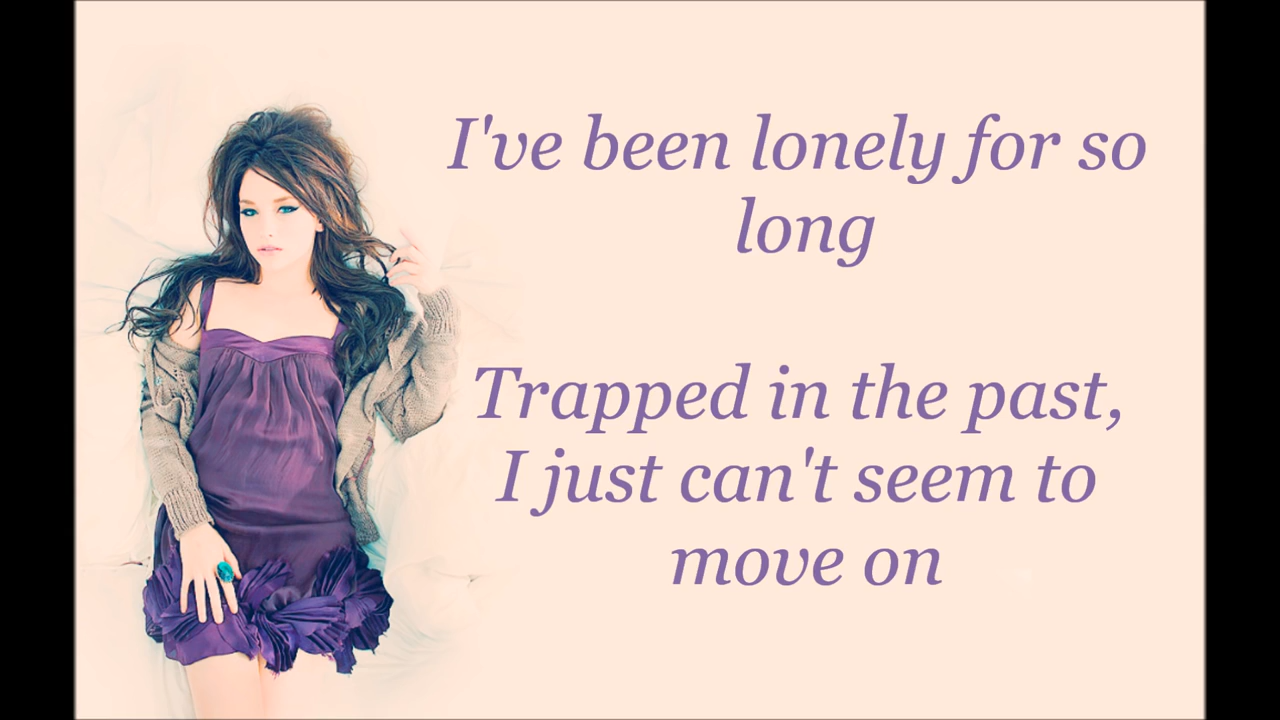 I've been lonely for so
long
Trapped in the past,
I just can't seem to
move on